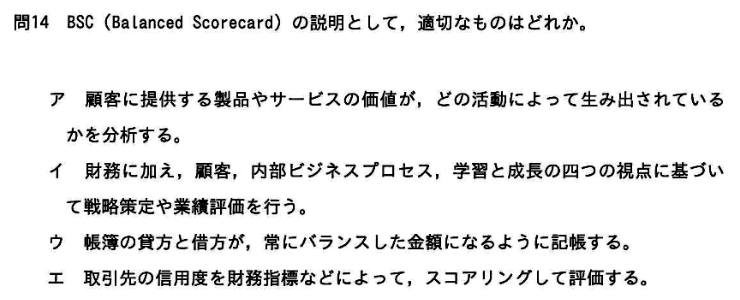 問14　BSC（Balanced Scorecard）の説明として，適切なものはどれか。
ア　顧客に提供する製品やサービスの価値が，どの活動によって生み出されている
かを分析する。
イ　財務に加え，顧客，内部ビジネスプロセス，学習と成長の四つの視点に基づい
て戦略策定や業績評価を行う。
ウ　帳簿の貸方と借方が，常にバランスした金額になるように記帳する。
エ　取引先の信用度を財務指標などによって，スコアリングして評価する。